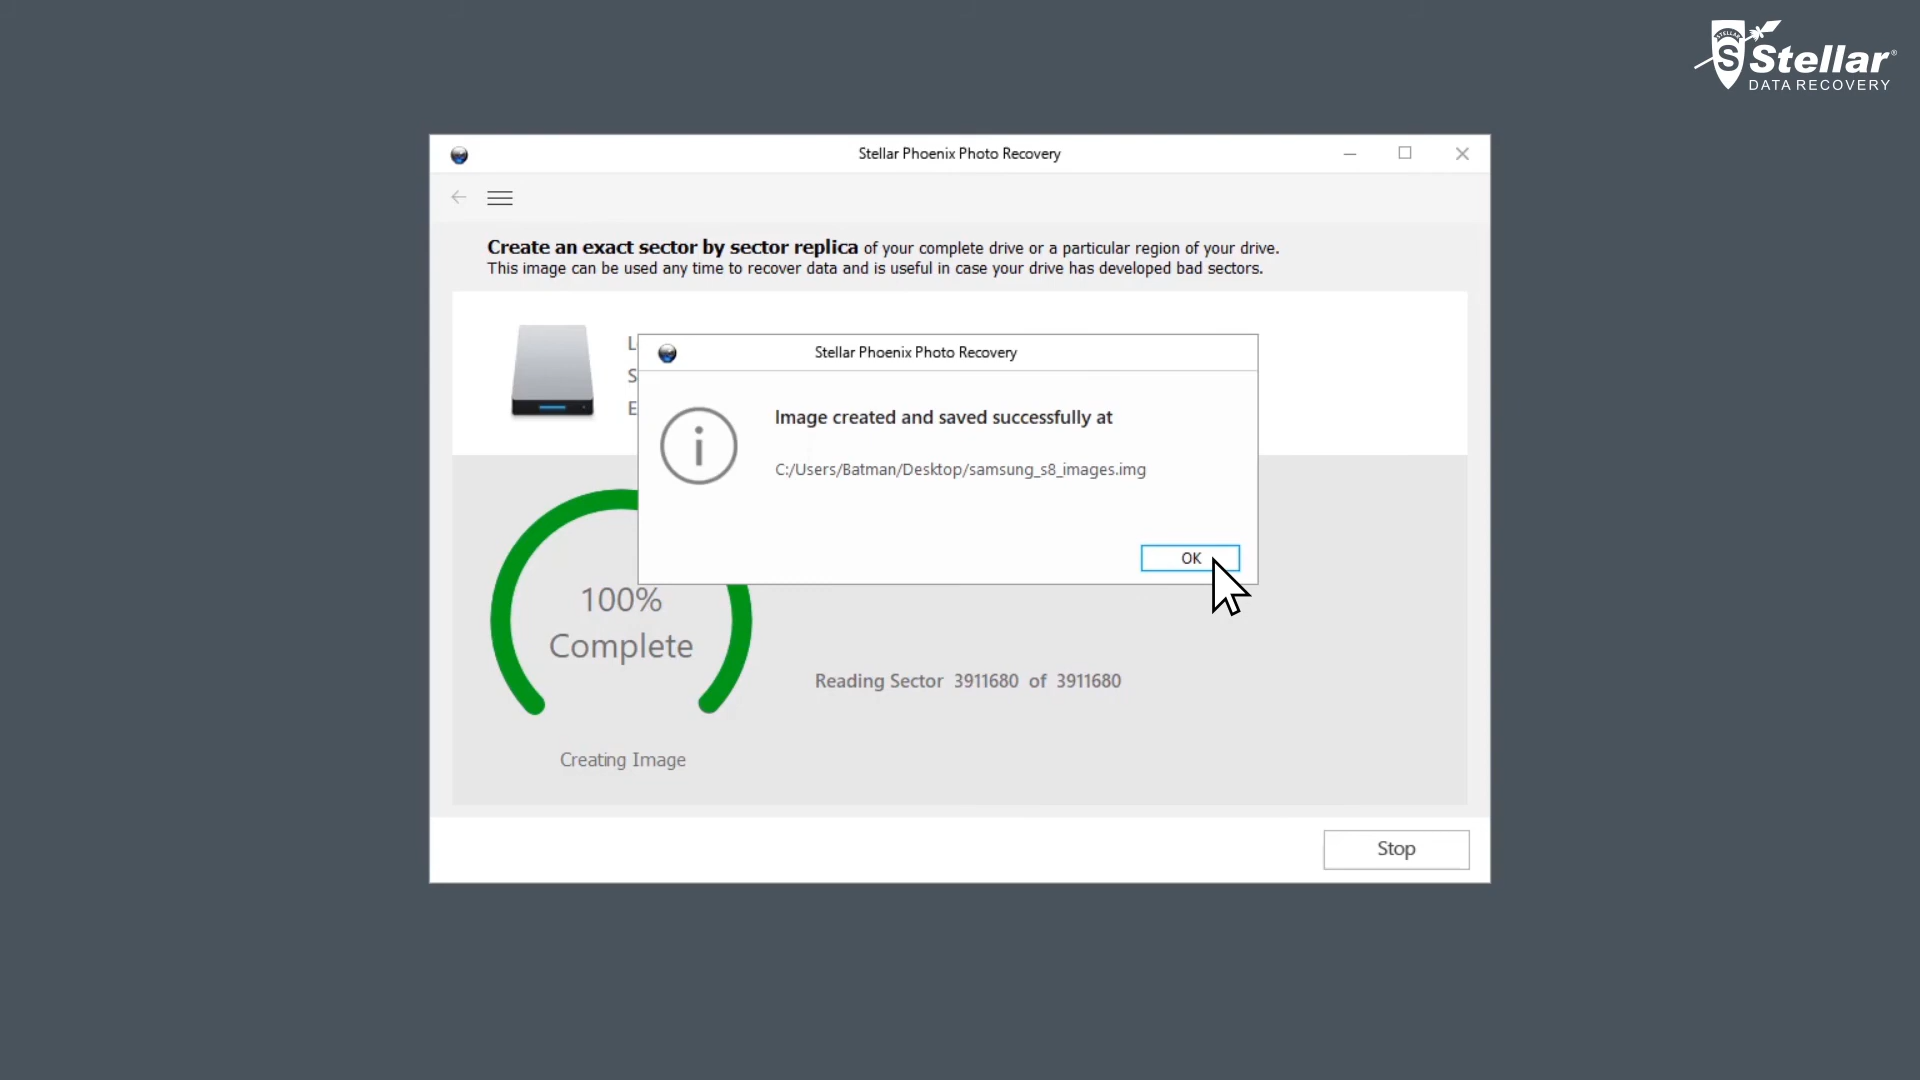 STELLAR
S
Stellar®
DATA RECOVERY
Stellar Phoenix Photo Recovery
Create an exact sector by sector replica of your complete drive or a particular region of your drive.
This image can be used any time to recover data and is useful in case your drive has developed bad sectors.
L
S
E
Stellar Phoenix Photo Recovery
Image created and saved successfully at
C:/Users/Batman/Desktop/samsung_s8_images.img
OK
100%
Complete
Reading Sector 3911680 of 3911680
Creating Image
Stop